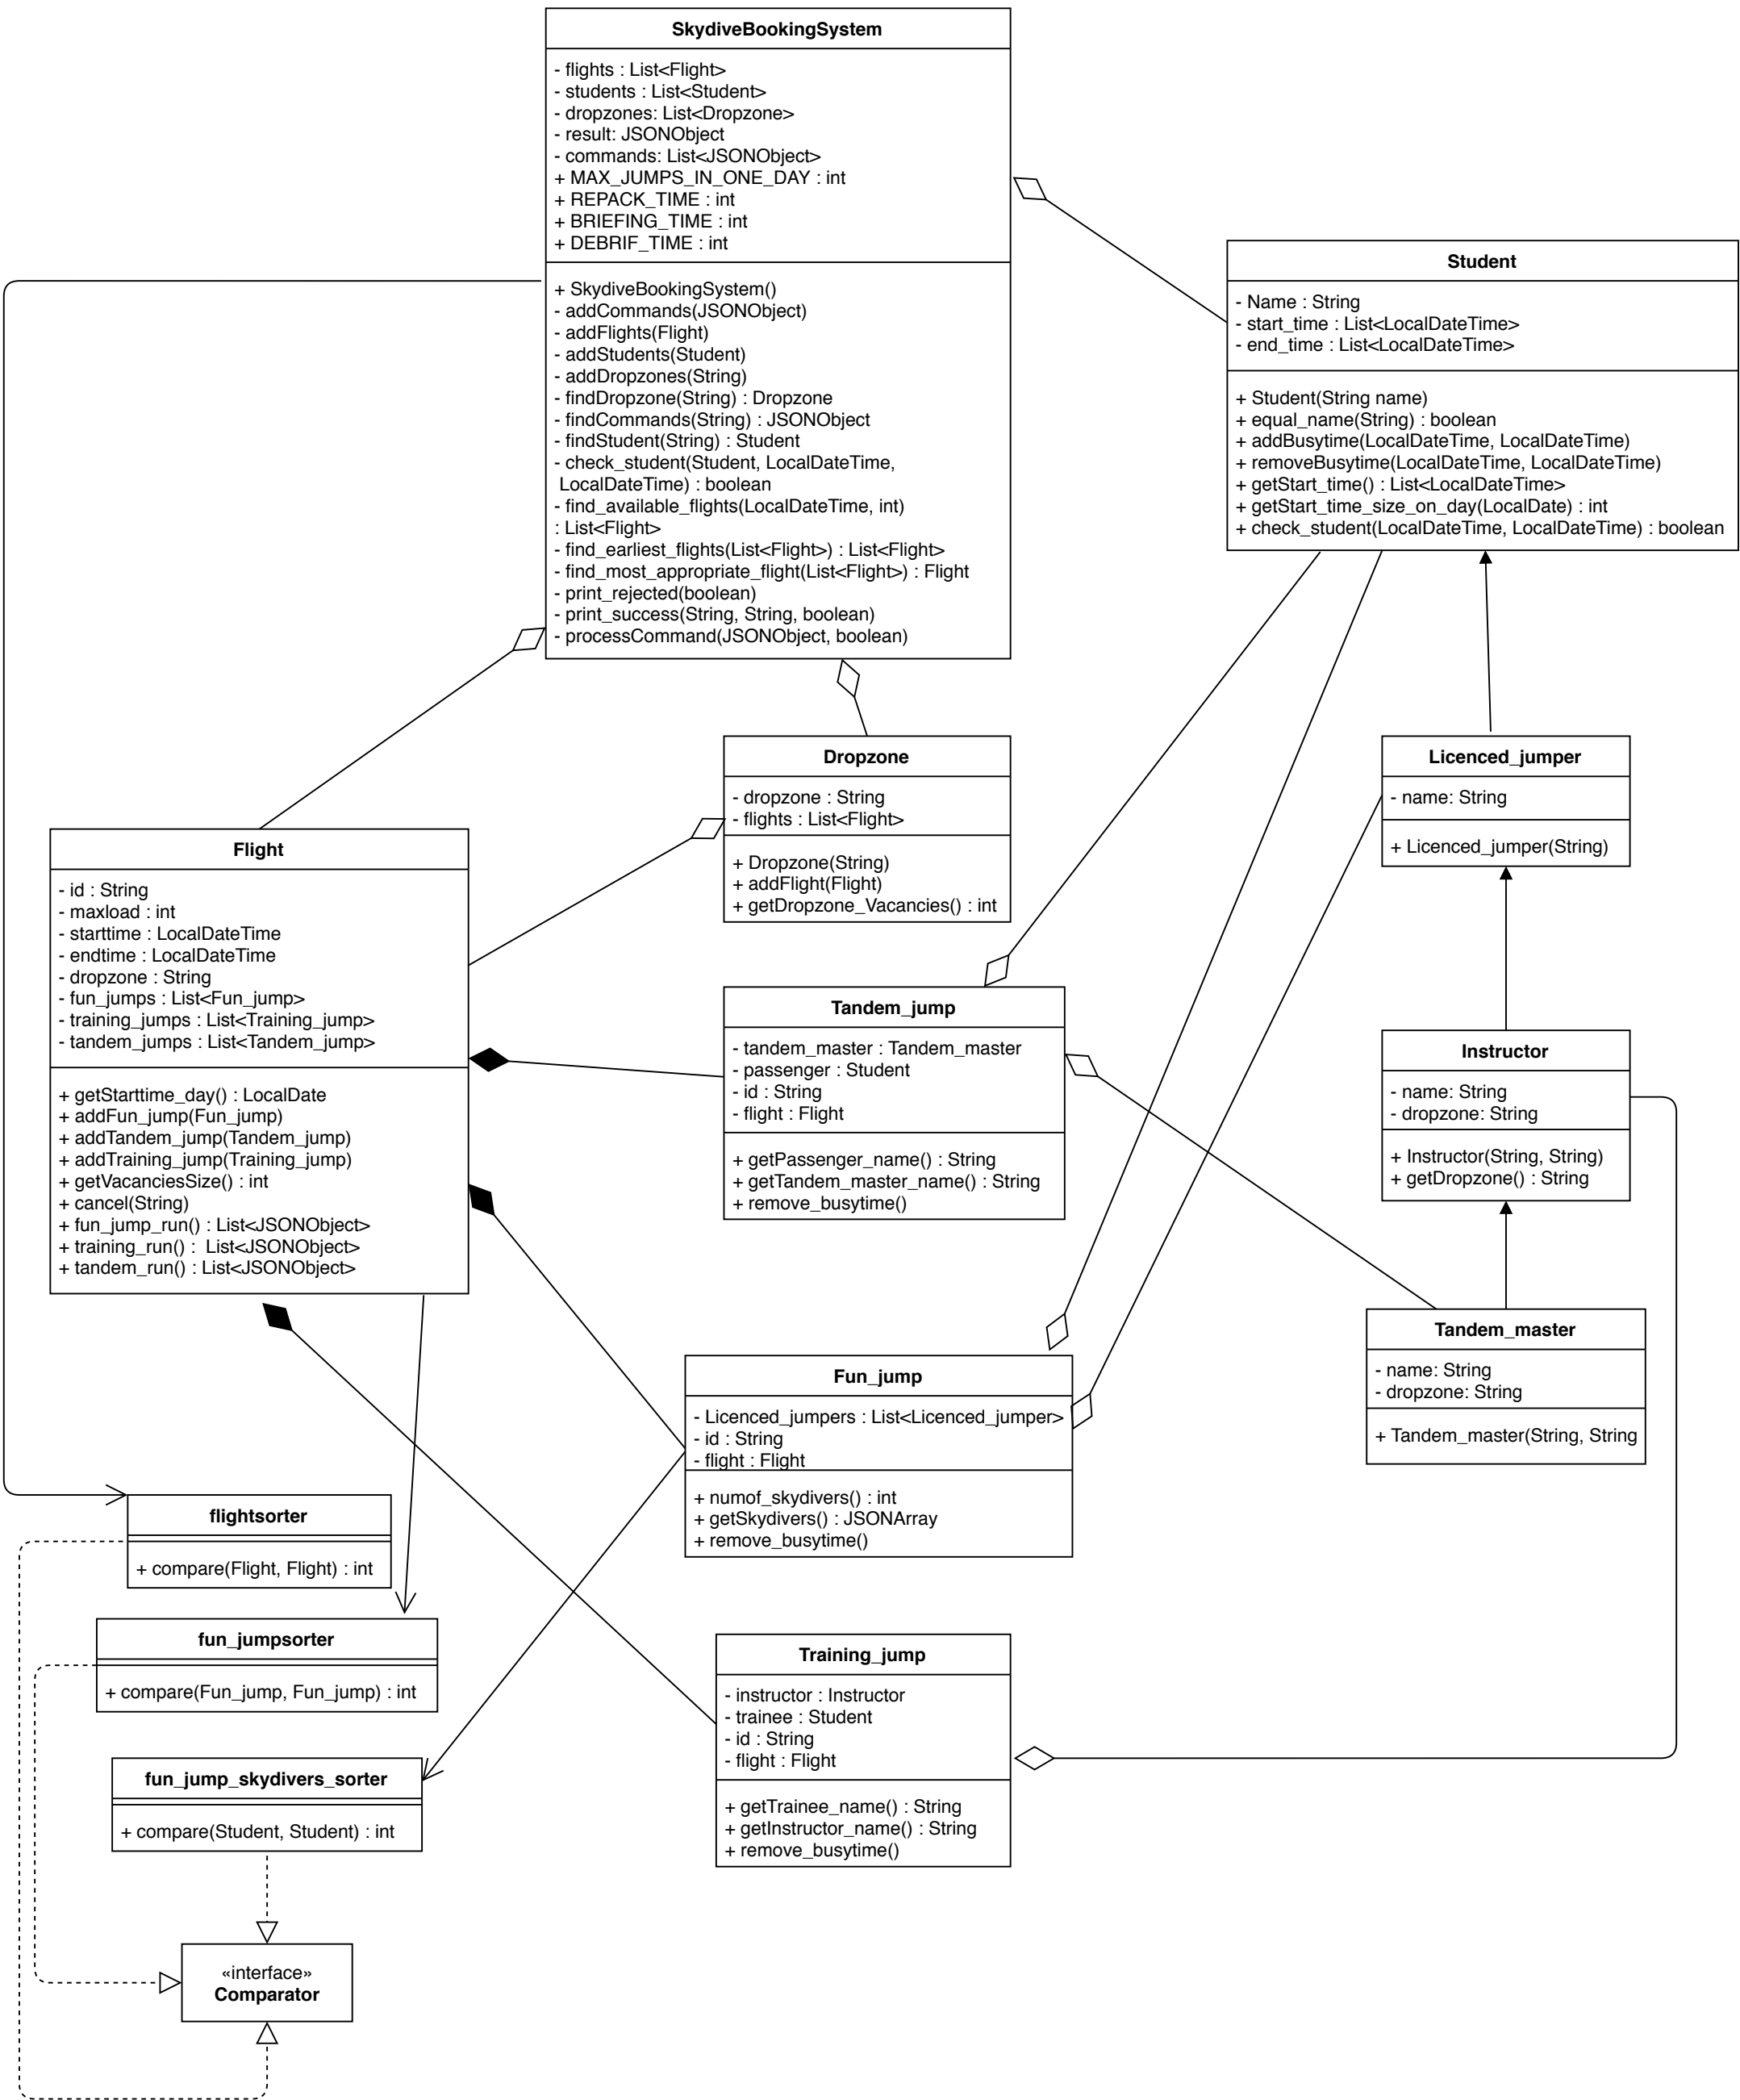 SkydiveBookingSystem
- flights : List<Flight>
- students : List<Student>
- dropzones: List<Dropzone>
- result: JSONObject
- commands: List<JSONObject>
+ MAX_JUMPS_IN_ONE_DAY : int
+ REPACK_TIME : int
+ BRIEFING_TIME : int
+ DEBRIF_TIME : int
+ SkydiveBookingSystem()
- addCommands(JSONObject)
- addFlights(Flight)
- addStudents(Student)
- addDropzones(String)
- findDropzone(String) : Dropzone
- findCommands(String) : JSONObject
- findStudent(String) : Student
- check_student(Student, LocalDateTime,
LocalDateTime) : boolean
- find_available_flights(LocalDateTime, int)
: List<Flight>
- find_earliest_flights(List<Flight>) : List<Flight>
- find_most_appropriate_flight(List<Flight>) : Flight
- print_rejected(boolean)
- print_success(String, String, boolean)
- processCommand(JSONObject, boolean)
Student
- Name : String
- start_time : List<LocalDateTime>
- end_time : List<LocalDateTime>
+ Student(String name)
+ equal_name(String) : boolean
+ addBusytime(LocalDateTime, LocalDateTime)
+ removeBusytime(LocalDateTime, LocalDateTime)
+ getStart_time() : List<LocalDateTime>
+ getStart_time_size_on_day(LocalDate) : int
+ check_student(LocalDateTime, LocalDateTime) : boolean
Dropzone
- dropzone : String
- flights : List<Flight>
+ Dropzone(String)
+ addFlight(Flight)
+ getDropzone_Vacancies() : int
Licenced_jumper
- name: String
+ Licenced_jumper(String)
Flight
- id : String
- maxload : int
- starttime : LocalDateTime
- endtime : LocalDateTime
- dropzone : String
- fun_jumps : List<Fun_jump>
- training_jumps : List<Training_jump>
- tandem_jumps : List<Tandem_jump>
+ getStarttime_day() : LocalDate
+ addFun_jump(Fun_jump)
+ addTandem_jump(Tandem_jump)
+ addTraining_jump(Training_jump)
+ getVacanciesSize() : int
+ cancel(String)
+ fun_jump_run() : List<JSONObject>
+ training_run() :  List<JSONObject>
+ tandem_run() : List<JSONObject>
Tandem_jump
- tandem_master : Tandem_master
- passenger : Student
- id : String
- flight : Flight
+ getPassenger_name() : String
+ getTandem_master_name() : String
+ remove_busytime()
Instructor
- name: String
- dropzone: String
+ Instructor(String, String)
+ getDropzone() : String
Tandem_master
- name: String
- dropzone: String
+ Tandem_master(String, String
Fun_jump
- Licenced_jumpers : List<Licenced_jumper>
- id : String
- flight : Flight
+ numof_skydivers() : int
+ getSkydivers() : JSONArray
+ remove_busytime()
flightsorter
+ compare(Flight, Flight) : int
fun_jumpsorter
+ compare(Fun_jump, Fun_jump) : int
Training_jump
- instructor : Instructor
- trainee : Student
- id : String
- flight : Flight
+ getTrainee_name() : String
+ getInstructor_name() : String
+ remove_busytime()
fun_jump_skydivers_sorter
+ compare(Student, Student) : int
«interface»
Comparator